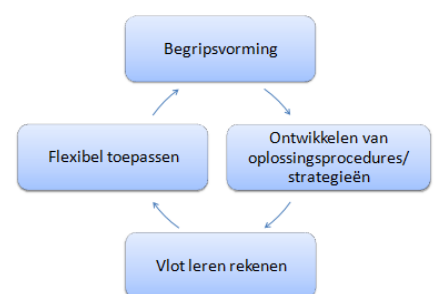 Begripsvorming
Flexibel toepassen
Ontwikkelen van
oplossingsprocedures/
strategieën
Vlot leren rekenen